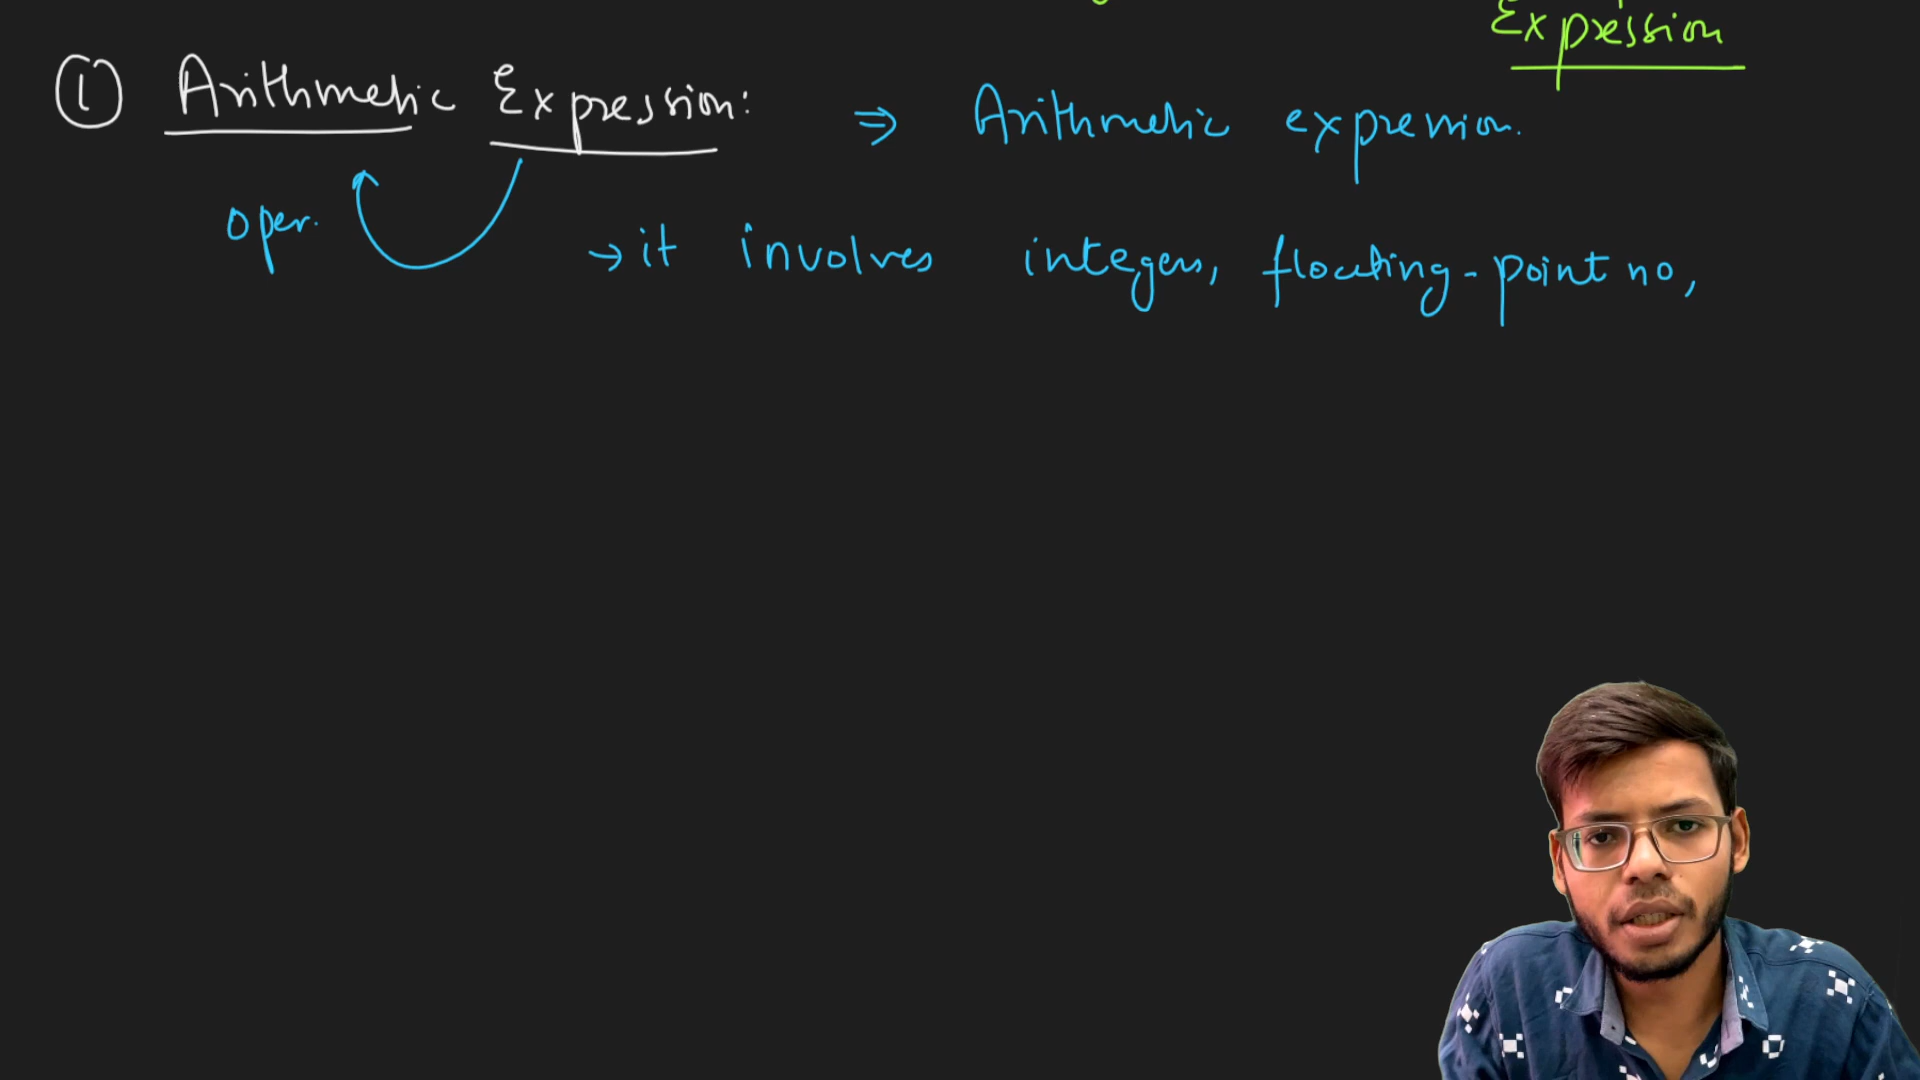 Expression
① Arithmetic Expression: ⇒ Arithmetic expression.
oper.
→ it involves integers, floating-point no,